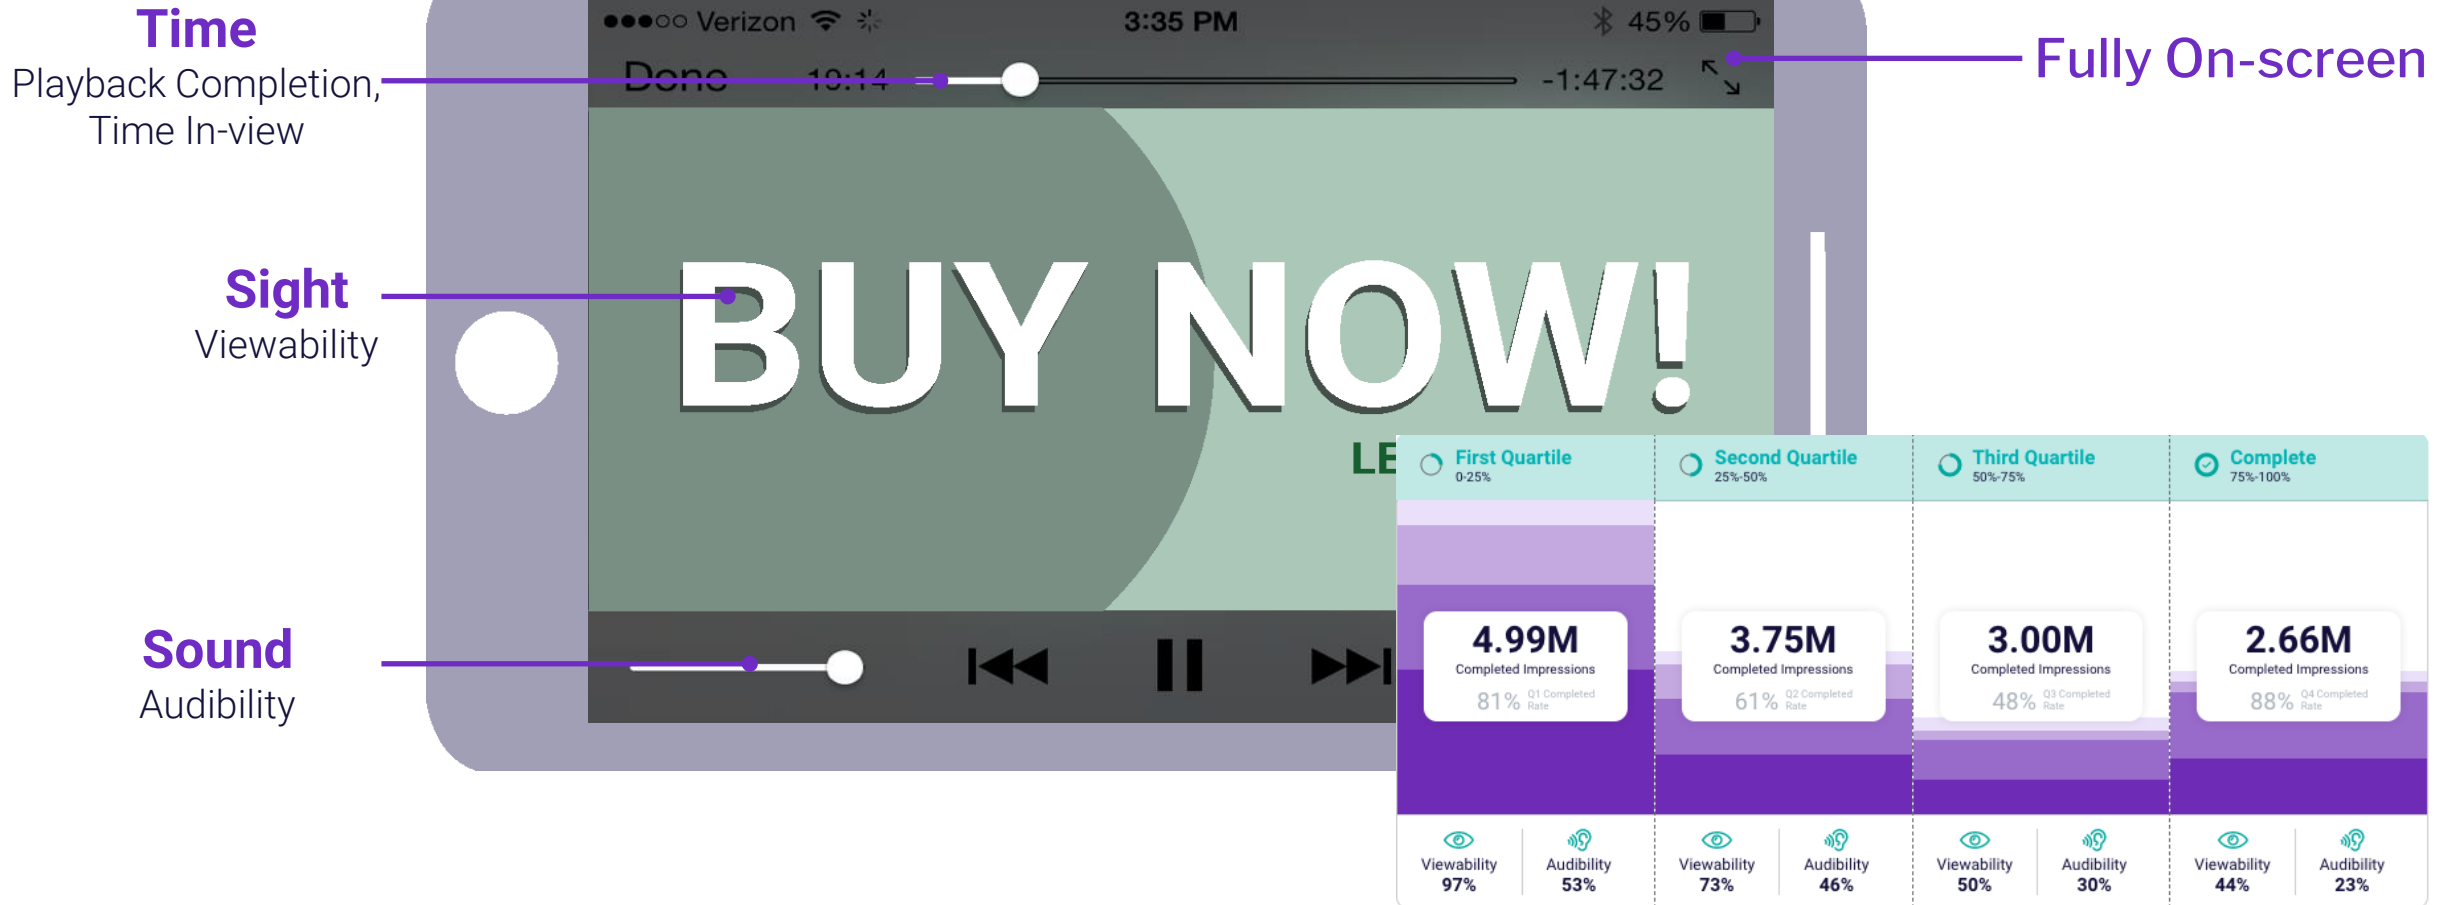 Time
Playback Completion,
Time In-view
Verizon 3:35 PM 45%
Done 19:14 -1:47:32
Fully On-screen
Sight
Viewability
BUY NOW!
LE
Sound
Audibility
First Quartile
0-25%
4.99M
Completed Impressions
81% Q1 Completed
Rate
Viewability
97%
Audibility
53%
Second Quartile
25%-50%
3.75M
Completed Impressions
61% Q2 Completed
Rate
Viewability
73%
Audibility
46%
Third Quartile
50%-75%
3.00M
Completed Impressions
48% Q3 Completed
Rate
Viewability
50%
Audibility
30%
Complete
75%-100%
2.66M
Completed Impressions
88% Q4 Completed
Rate
Viewability
44%
Audibility
23%